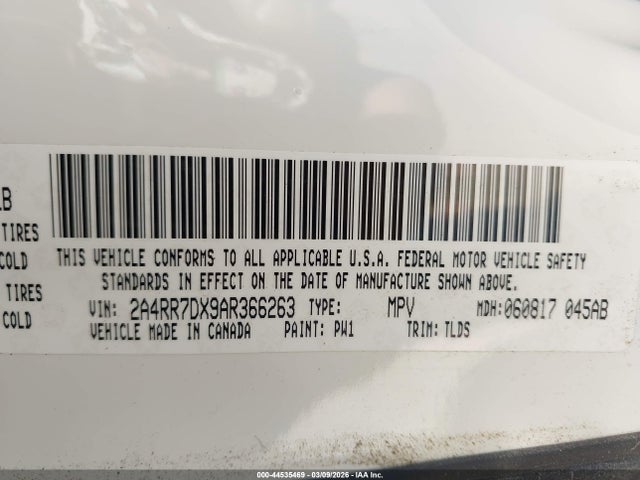 LB
TIRES
COLD
TIRES
COLD
THIS VEHICLE CONFORMS TO ALL APPLICABLE U.S.A. FEDERAL MOTOR VEHICLE SAFETY
STANDARDS IN EFFECT ON THE DATE OF MANUFACTURE SHOWN ABOVE.
VIN: 2A4RR7DX9AR366263 TYPE: MPV MDH:060817 045AB
VEHICLE MADE IN CANADA PAINT: PW1 TRIM: TLDS
000-44535469 | 03/09/2026 | IAA Inc.